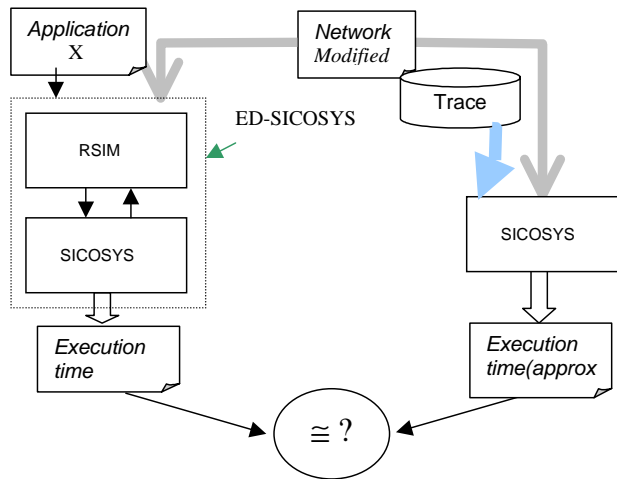 Application
X
Network
Modified
Trace
ED-SICOSYS
RSIM
SICOSYS
SICOSYS
Execution
time
Execution
time(approx
≅ ?